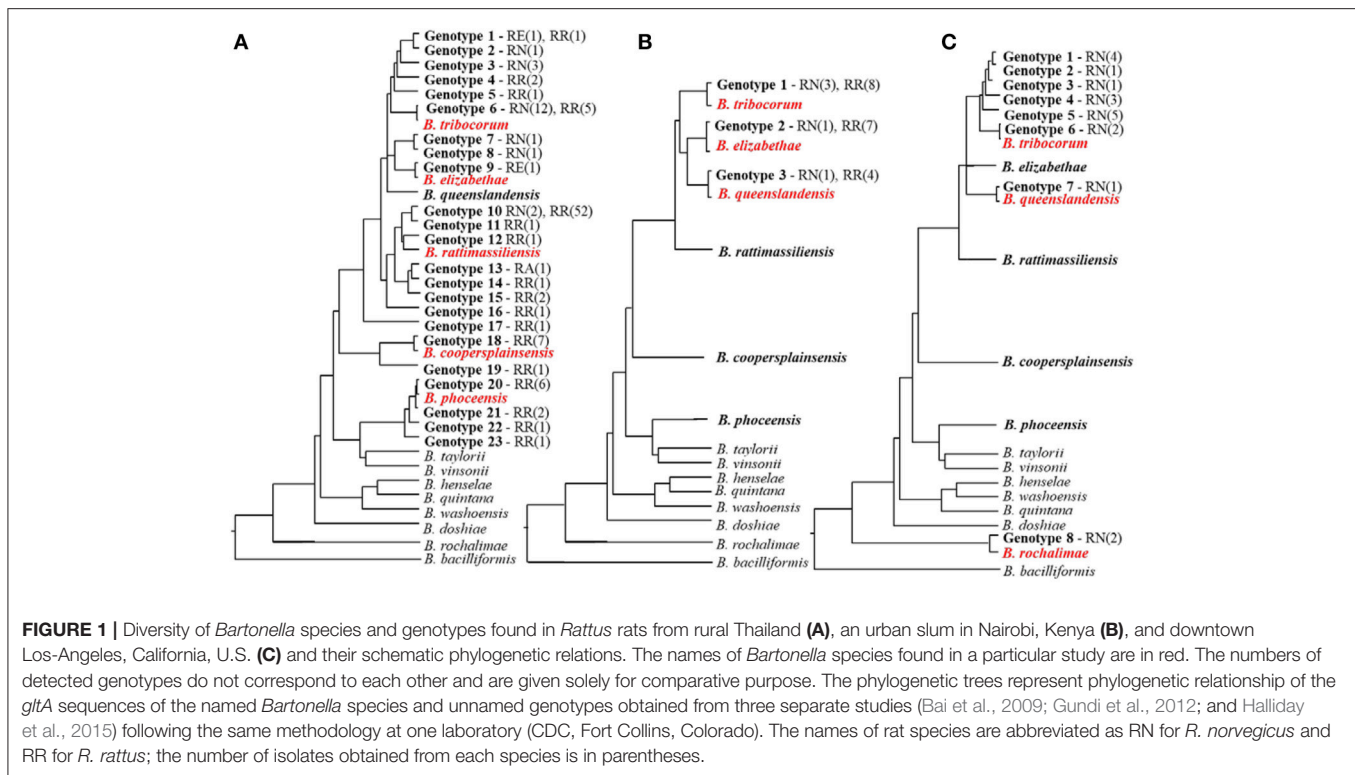 A
Genotype 1 - RE(1), RR(1)
Genotype 2 - RN(1)
Genotype 3 - RN(3)
Genotype 4 - RR(2)
Genotype 5 - RR(1)
Genotype 6 - RN(12), RR(5)
B. tribocorum
Genotype 7 - RN(1)
Genotype 8 - RN(1)
Genotype 9 - RE(1)
B. elizabethae
B. queenslandensis
Genotype 10 RN(2), RR(52)
Genotype 11 RR(1)
Genotype 12 RR(1)
B. rattimassiliensis
Genotype 13 - RA(1)
Genotype 14 - RR(1)
Genotype 15 - RR(2)
Genotype 16 - RR(1)
Genotype 17 - RR(1)
Genotype 18 - RR(7)
B. coopersplainsensis
Genotype 19 - RR(1)
Genotype 20 - RR(6)
B. phoceensis
Genotype 21 - RR(2)
Genotype 22 - RR(1)
Genotype 23 - RR(1)
B. taylorii
B. vinsonii
B. henselae
B. quintana
B. washoensis
B. doshiae
B. rochalimae
B. bacilliformis
B
Genotype 1 - RN(3), RR(8)
B. tribocorum
Genotype 2 - RN(1), RR(7)
B. elizabethae
Genotype 3 - RN(1), RR(4)
B. queenslandensis
B. rattimassiliensis
B. coopersplainsensis
B. phoceensis
B. taylorii
B. vinsonii
B. henselae
B. quintana
B. washoensis
B. doshiae
B. rochalimae
B. bacilliformis
C
Genotype 1 - RN(4)
Genotype 2 - RN(1)
Genotype 3 - RN(1)
Genotype 4 - RN(3)
Genotype 5 - RN(5)
Genotype 6 - RN(2)
B. tribocorum
B. elizabethae
Genotype 7 - RN(1)
B. queenslandensis
B. rattimassiliensis
B. coopersplainsensis
B. phoceensis
B. taylorii
B. vinsonii
B. henselae
B. washoensis
B. quintana
B. doshiae
Genotype 8 - RN(2)
B. rochalimae
B. bacilliformis
FIGURE 1 | Diversity of Bartonella species and genotypes found in Rattus rats from rural Thailand (A), an urban slum in Nairobi, Kenya (B), and downtown
Los-Angeles, California, U.S. (C) and their schematic phylogenetic relations. The names of Bartonella species found in a particular study are in red. The numbers of
detected genotypes do not correspond to each other and are given solely for comparative purpose. The phylogenetic trees represent phylogenetic relationship of the
gltA sequences of the named Bartonella species and unnamed genotypes obtained from three separate studies (Bai et al., 2009; Gundi et al., 2012; and Halliday
et al., 2015) following the same methodology at one laboratory (CDC, Fort Collins, Colorado). The names of rat species are abbreviated as RN for R. norvegicus and
RR for R. rattus; the number of isolates obtained from each species is in parentheses.